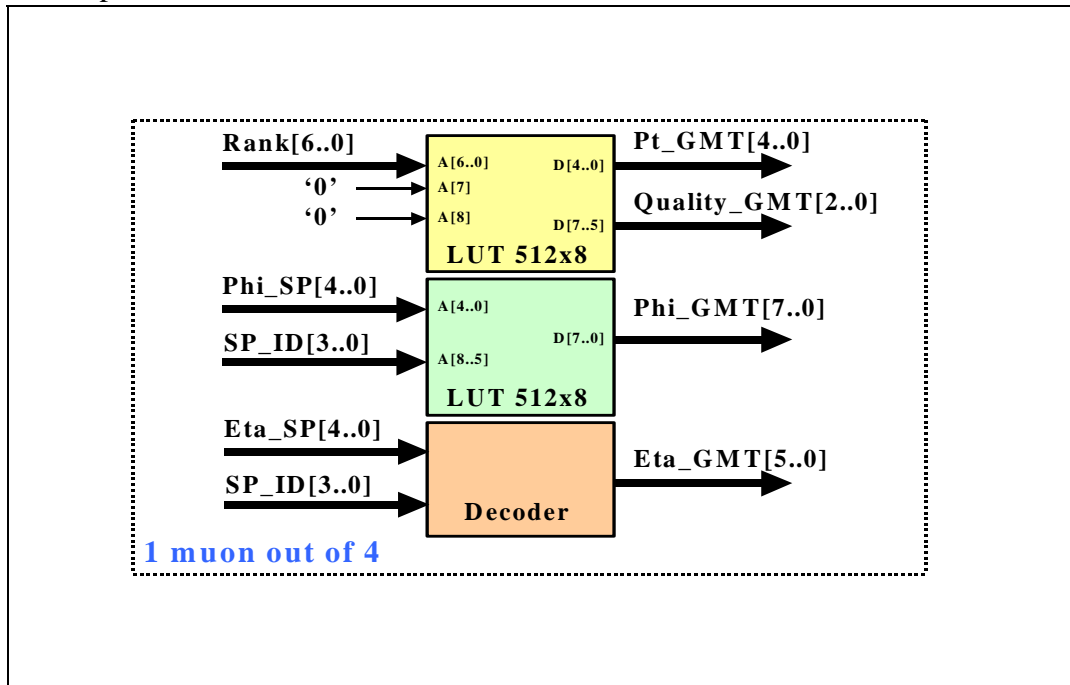 Rank[6..0]
A[6..0]
D[4..0]
Pt_GMT[4..0]
‘0’
A[7]
‘0’
A[8]
D[7..5]
Quality_GMT[2..0]
LUT 512x8
Phi_SP[4..0]
A[4..0]
D[7..0]
Phi_GMT[7..0]
SP_ID[3..0]
A[8..5]
LUT 512x8
Eta_SP[4..0]
Eta_GMT[5..0]
SP_ID[3..0]
Decoder
1 muon out of 4